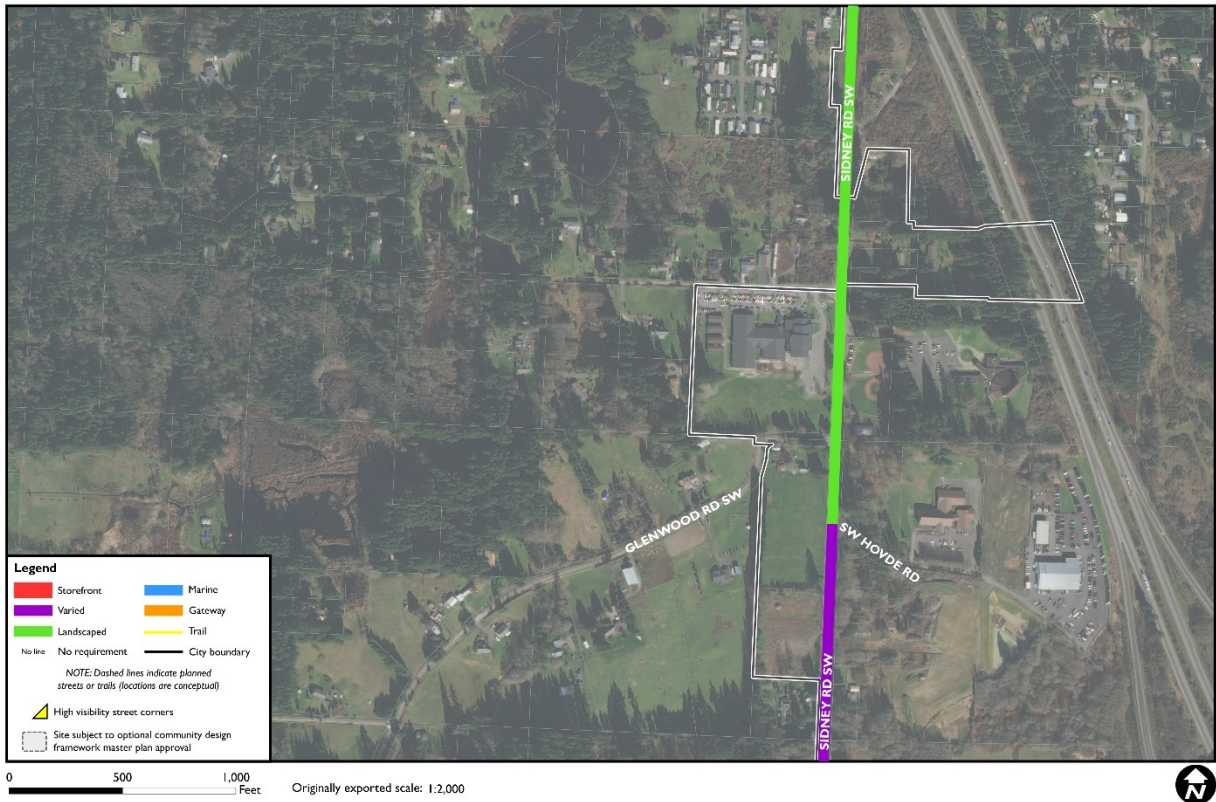 SIDNEY RD SW
GLENWOOD RD SW
SW HOVDE RD
SIDNEY RD SW
Legend
Storefront
Marine
Varied
Gateway
Landscaped
Trail
No line
No requirement
City boundary
NOTE: Dashed lines indicate planned
streets or trails (locations are conceptual)
High visibility street corners
Site subject to optional community design
framework master plan approval
0 500 1,000
Feet
Originally exported scale: 1:2,000
N